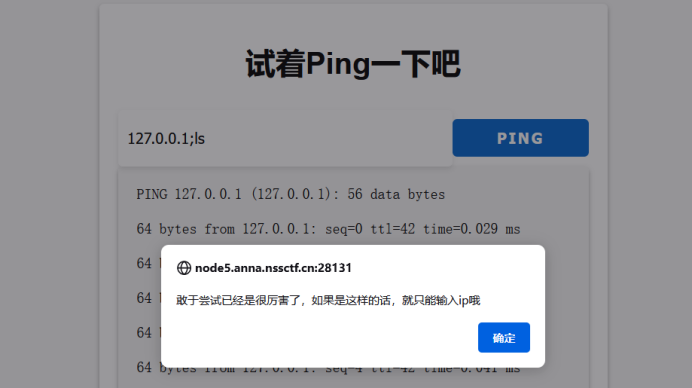 试着Ping一下吧
127.0.0.1;ls
PING
PING 127.0.0.1 (127.0.0.1): 56 data bytes
64 bytes from 127.0.0.1: seq=0 ttl=42 time=0.029 ms
64
node5.anna.nssctf.cn:28131
64
敢于尝试已经是很厉害了，如果是这样的话，就只能输入ip哦
64
确定
64 bytes from 127.0.0.1: seq=4 ttl=42 time=0.041 ms